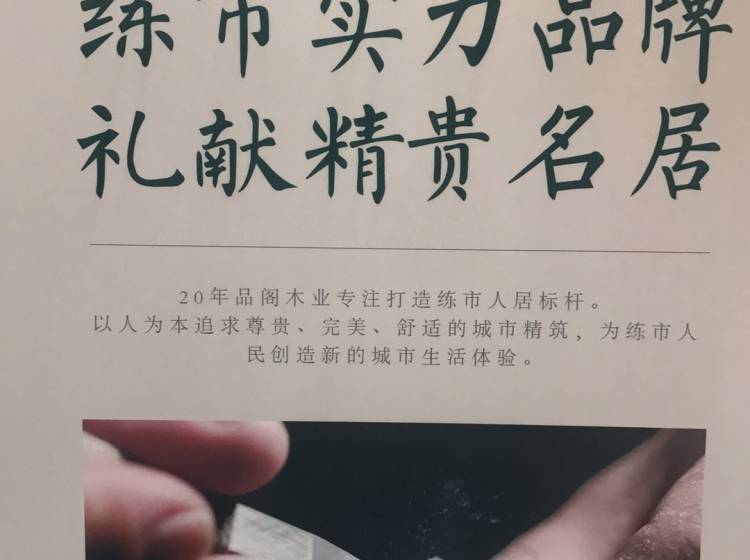 练市实力品牌
礼献精贵名居
20年品阁木业专注打造练市人居标杆。
以人为本追求尊贵、完美、舒适的城市精筑，为练市人
民创造新的城市生活体验。